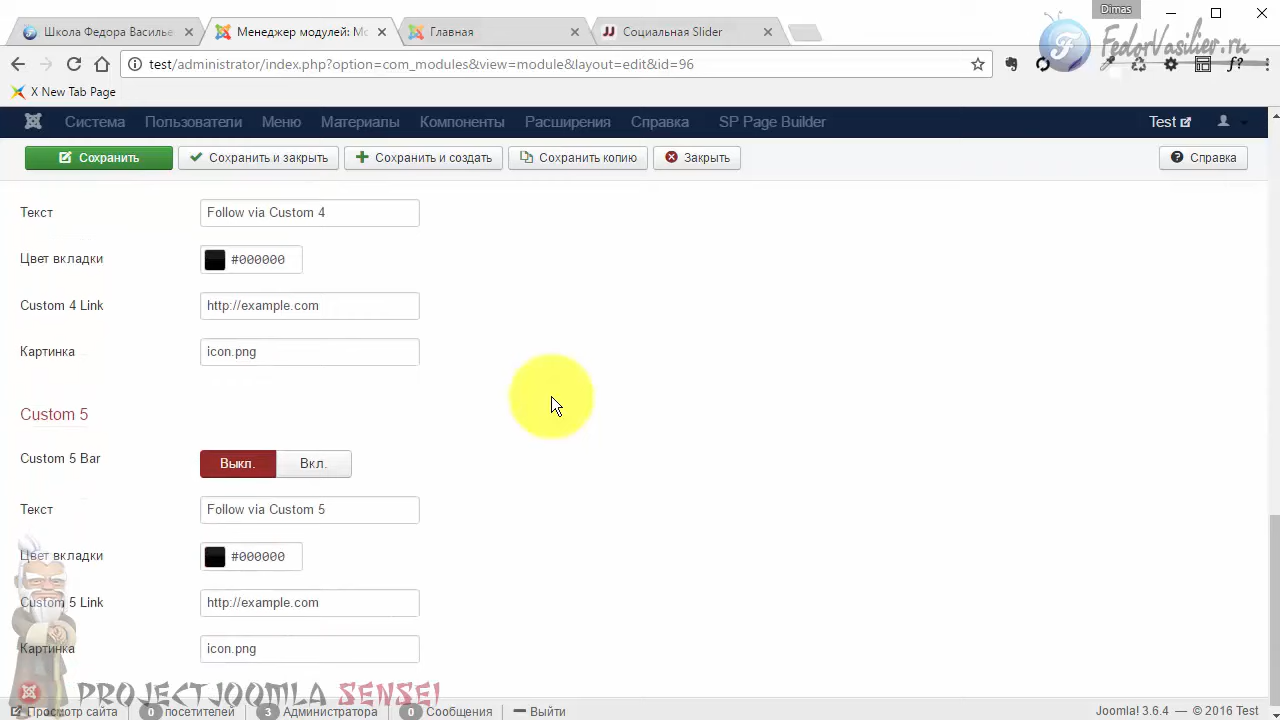 Dimas
Школа Федора Василье
Менеджер модулей: Мо
Главная
Социальная Slider
FedorVasiliev.ru
test/administrator/index.php?option=com_modules&view=module&layout=edit&id=96
X New Tab Page
Система Пользователи Меню Материалы Компоненты Расширения Справка SP Page Builder Test
Сохранить Сохранить и закрыть Сохранить и создать Сохранить копию Закрыть Справка
Текст Follow via Custom 4
Цвет вкладки #000000
Custom 4 Link http://example.com
Картинка icon.png
Custom 5
Custom 5 Bar Выкл. Вкл.
Текст Follow via Custom 5
Цвет вкладки #000000
Custom 5 Link http://example.com
Картинка icon.png
PROJECTJOOMLA SENSEI
Просмотр сайта 0 посетителей 3 Администратора 0 Сообщения Выйти Joomla! 3.6.4 — © 2016 Test